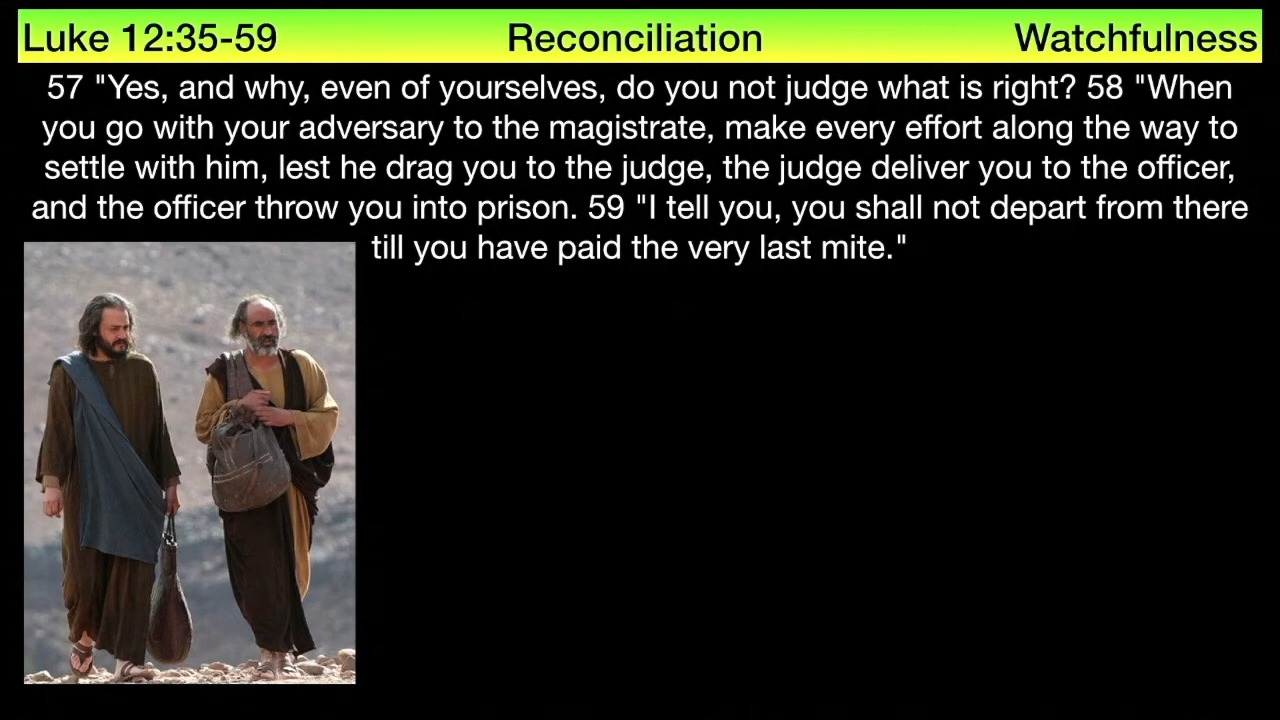 Luke 12:35-59 Reconciliation Watchfulness
57 "Yes, and why, even of yourselves, do you not judge what is right? 58 "When
you go with your adversary to the magistrate, make every effort along the way to
settle with him, lest he drag you to the judge, the judge deliver you to the officer,
and the officer throw you into prison. 59 "I tell you, you shall not depart from there
till you have paid the very last mite."